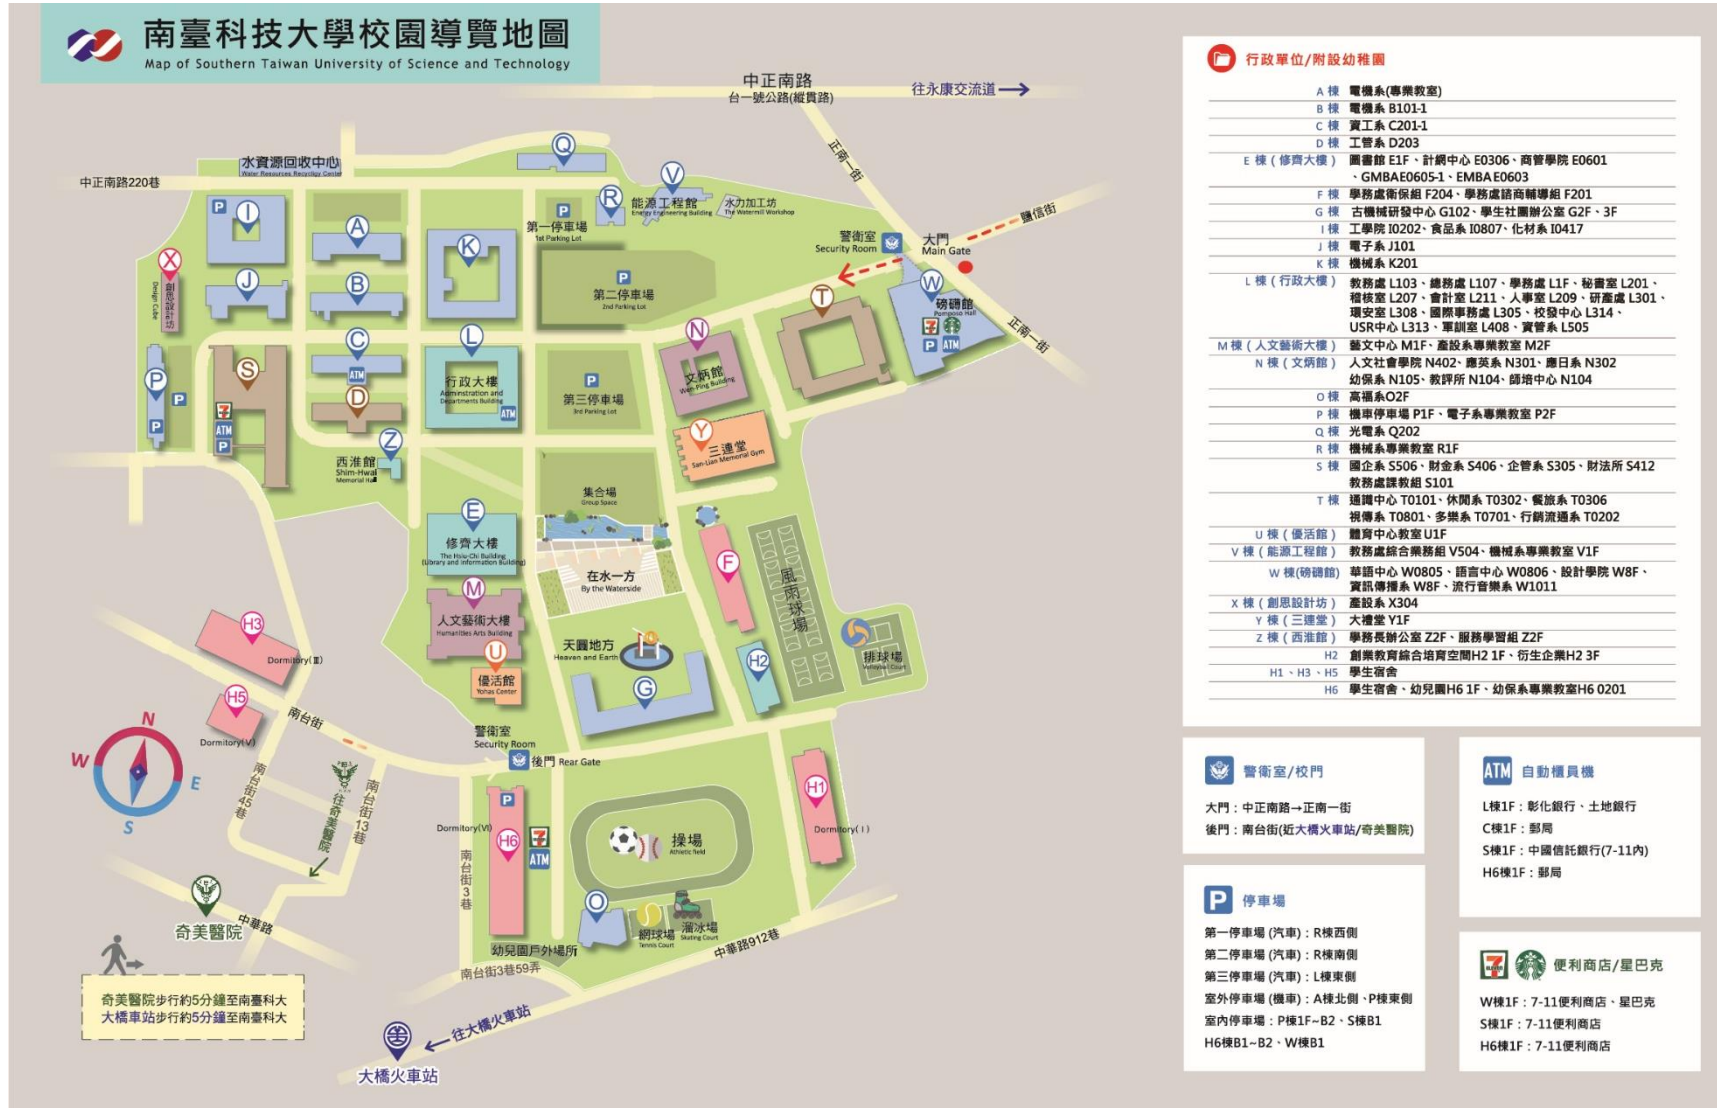 南臺科技大學校園導覽地圖
Map of Southern Taiwan University of Science and Technology
中正南路
台一號公路(縱貫路)
往永康交流道
正南一街
鹽信街
中正南路220巷
水資源回收中心
Water Resources Recyclig Center
Q
V
R
能源工程館
Energy Engineering Building
水力加工坊
The Watermill Workshop
P
I
A
K
P
第一停車場
1st Parking Lot
警衛室
Security Room
大門
Main Gate
X
創思設計坊
Design Cube
J
B
P
第二停車場
2nd Parking Lot
T
W
磅礴館
Pomposo Hall
7 ELEVEN
P ATM
正南一街
P
P
P
S
7 ELEVEN
ATM
P
C
ATM
D
L
行政大樓
Adminstration and
Departments Building
ATM
P
第三停車場
3rd Parking Lot
N
文炳館
Wen Ping Building
Y
三連堂
San-Lian Memorial Gym
Z
西淮館
Shim-Hwai
Memorial Hall
集合場
Group Space
E
修齊大樓
The Hsiu-Chi Building
(Library and Information Building)
在水一方
By the Waterside
F
風雨球場
M
人文藝術大樓
Humanities Arts Building
U
優活館
Yohas Center
天圓地方
Heaven and Earth
G
H2
排球場
Volleyball Court
H3
Dormitory(Ⅲ)
H5
Dormitory(Ⅴ)
南台街
警衛室
Security Room
後門 Rear Gate
N
W
E
S
南台街45巷
往奇美醫院
南台街13巷
Dormitory(Ⅵ)
P
H6
7 ELEVEN
ATM
南台街3巷
操場
Athletic field
H1
Dormitory(Ⅰ)
O
網球場
Tennis Court
溜冰場
Skating Court
幼兒園戶外場所
南台街3巷59弄
中華路912巷
奇美醫院
中華路
奇美醫院步行約5分鐘至南臺科大
大橋車站步行約5分鐘至南臺科大
往大橋火車站
大橋火車站
行政單位/附設幼稚園
A 棟 電機系(專業教室)
B 棟 電機系 B101-1
C 棟 資工系 C201-1
D 棟 工管系 D203
E 棟 ( 修齊大樓 ) 圖書館 E1F、計網中心 E0306、商管學院 E0601
、GMBAE0605-1、EMBAE0603
F 棟 學務處衛保組 F204、學務處諮商輔導組 F201
G 棟 古機械研發中心 G102、學生社團辦公室 G2F、3F
I 棟 工學院 I0202、食品系 I0807、化材系 I0417
J 棟 電子系 J101
K 棟 機械系 K201
L 棟 ( 行政大樓 ) 教務處 L103、總務處 L107、學務處 L1F、秘書室 L201、
稽核室 L207、會計室 L211、人事室 L209、研產處 L301、
環安室 L308、國際事務處 L305、校發中心 L314、
USR中心 L313、軍訓室 L408、資管系 L505
M 棟 ( 人文藝術大樓 ) 藝文中心 M1F、產設系專業教室 M2F
N 棟 ( 文炳館 ) 人文社會學院 N402、應英系 N301、應日系 N302
幼保系 N105、教評所 N104、師培中心 N104
O 棟 高福系O2F
P 棟 機車停車場 P1F、電子系專業教室 P2F
Q 棟 光電系 Q202
R 棟 機械系專業教室 R1F
S 棟 國企系 S506、財金系 S406、企管系 S305、財法所 S412
教務處課教組 S101
T 棟 通識中心 T0101、休閒系 T0302、餐旅系 T0306
視傳系 T0801、多樂系 T0701、行銷流通系 T0202
U 棟 ( 優活館 ) 體育中心教室 U1F
V 棟 ( 能源工程館 ) 教務處綜合業務組 V504、機械系專業教室 V1F
W 棟(磅礴館) 華語中心 W0805、語言中心 W0806、設計學院 W8F、
資訊傳播系 W8F、流行音樂系 W1011
X 棟 ( 創思設計坊 ) 產設系 X304
Y 棟 ( 三連堂 ) 大禮堂 Y1F
Z 棟 ( 西淮館 ) 學務長辦公室 Z2F、服務學習組 Z2F
H2 創業教育綜合培育空間H2 1F、衍生企業H2 3F
H1 、H3 、H5 學生宿舍
H6 學生宿舍、幼兒園H6 1F、幼保系專業教室H6 0201
警衛室/校門
大門：中正南路→正南一街
後門：南台街(近大橋火車站/奇美醫院)
P 停車場
第一停車場 (汽車)：R棟西側
第二停車場 (汽車)：R棟南側
第三停車場 (汽車)：L棟東側
室外停車場 (機車)：A棟北側、P棟東側
室內停車場：P棟1F~B2、S棟B1
H6棟B1~B2、W棟B1
ATM 自動櫃員機
L棟1F：彰化銀行、土地銀行
C棟1F：郵局
S棟1F：中國信託銀行(7-11內)
H6棟1F：郵局
7 ELEVEN 便利商店/星巴克
W棟1F：7-11便利商店、星巴克
S棟1F：7-11便利商店
H6棟1F：7-11便利商店